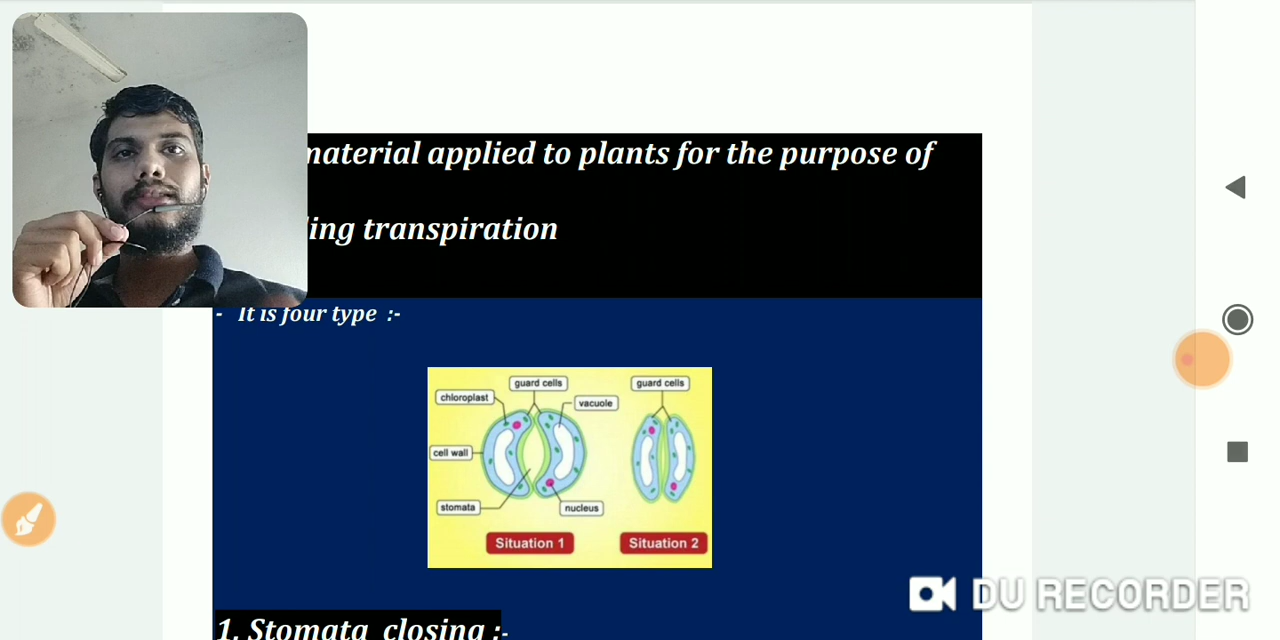 material applied to plants for the purpose of
ing transpiration
- It is four type :-
guard cells
guard cells
chloroplast
vacuole
cell wall
stomata
nucleus
Situation 1
Situation 2
1. Stomata closing :-
DU RECORDER